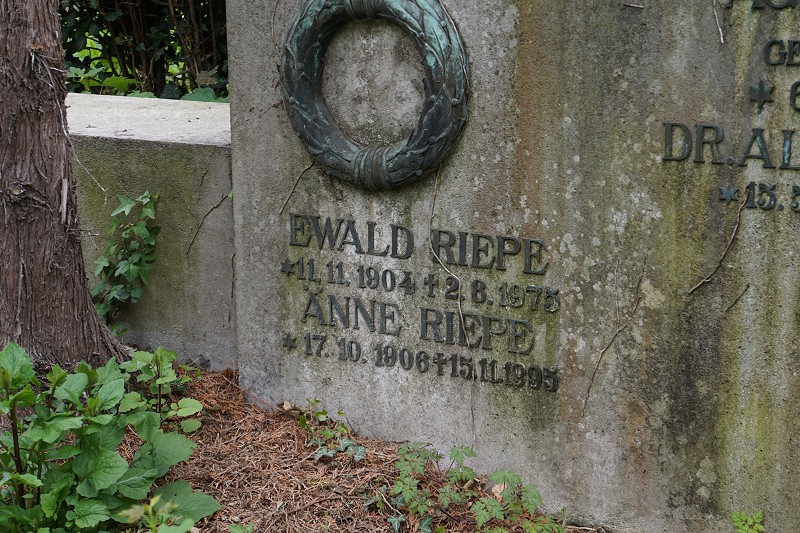 EWALD RIEPE
* 11. 11. 1904 † 2. 8. 1975
ANNE RIEPE
* 17. 10. 1906 † 15. 11. 1995
DR. AL
* 15.